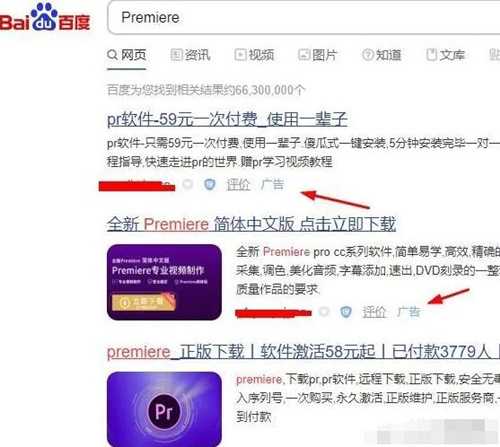 Bai du 百度
Premiere
网页 资讯 视频 图片 知道 文库
百度为您找到相关结果约66,300,000个
pr软件-59元一次付费_使用一辈子
pr软件-只需59元一次付费,使用一辈子.傻瓜式一键安装,5分钟安装完毕一对一
程指导,快速走进pr的世界.赠pr学习视频教程
评价 广告
全新 Premiere 简体中文版 点击立即下载
全新Premiere 简体中文版
Premiere专业视频制作
立即下载
全新 Premiere pro cc系列软件,简单易学,高效,精确的
采集,调色,美化音频,字幕添加,速出,DVD刻录的一整
质量作品的要求.
评价 广告
premiere_正版下载丨软件激活58元起丨已付款3779人丨
Pr
premiere,下载pr,pr软件,远程下载,正版下载,安全无毒
入序列号,一次购买,永久激活,正版维护,正版服务商,一
到付款